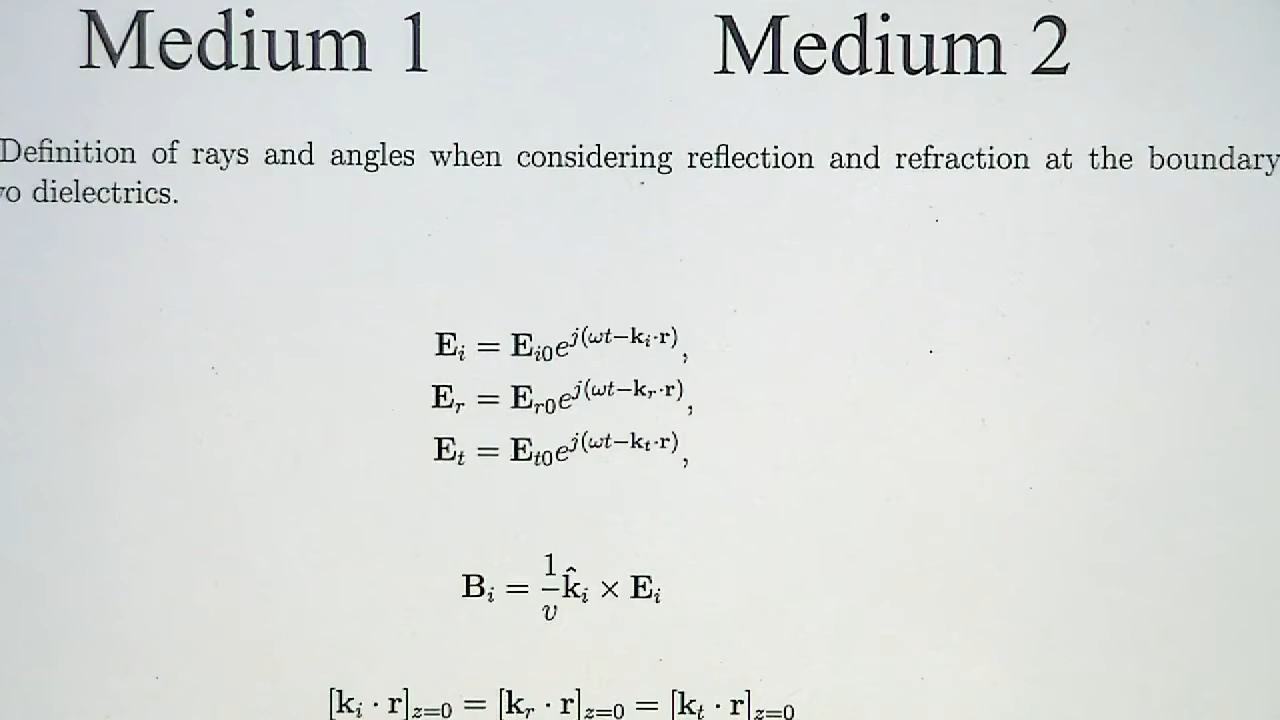 Medium 1 Medium 2
Definition of rays and angles when considering reflection and refraction at the boundary
dielectrics.
E_i = E_{i0}e^{j(ωt−k_i·r)},
E_r = E_{r0}e^{j(ωt−k_r·r)},
E_t = E_{t0}e^{j(ωt−k_t·r)},
B_i = \frac{1}{v}\hat{k}_i × E_i
[k_i · r]_{z=0} = [k_r · r]_{z=0} = [k_t · r]_{z=0}